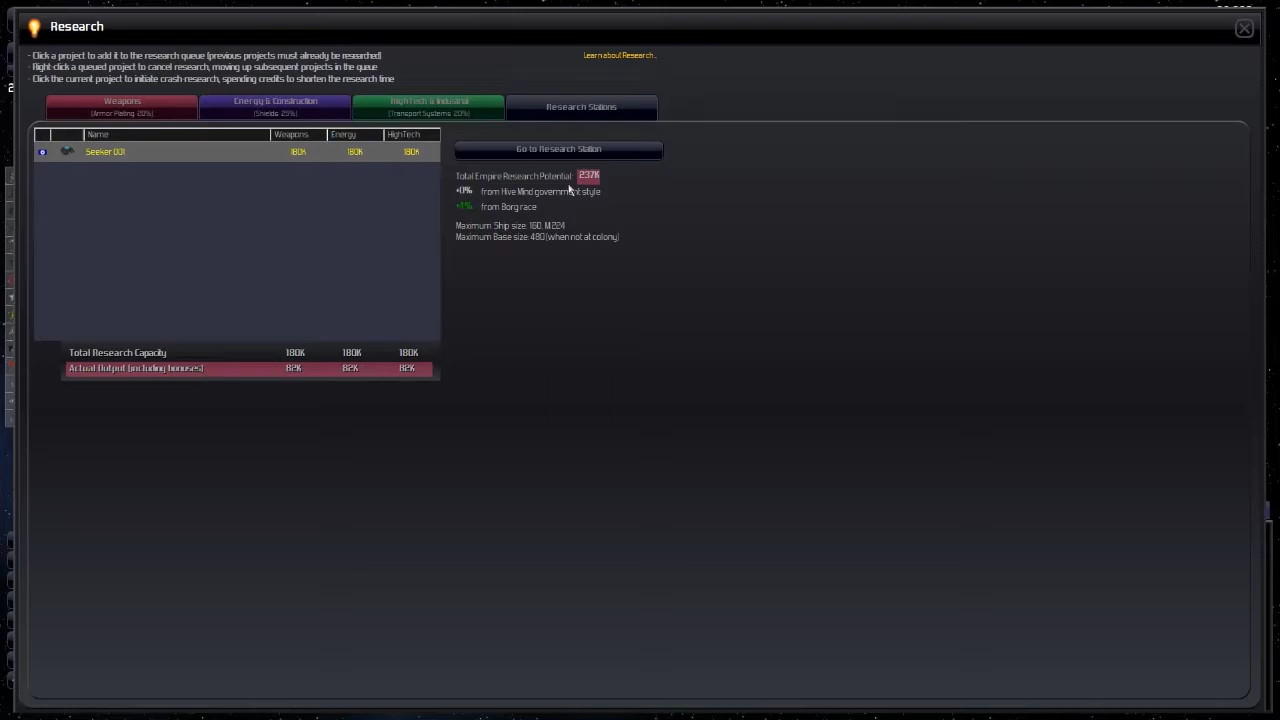 Research
- Click a project to add it to the research queue (previous projects must already be researched)
- Right-click a queued project to cancel research, moving up subsequent projects in the queue
- Click the current project to initiate crash-research, spending credits to shorten the research time
Learn about Research...
Weapons
(Armor Plating 20%)
Energy & Construction
(Shields 25%)
HighTech & Industrial
(Transport Systems 20%)
Research Stations
Name Weapons Energy HighTech
Seeker 001 180K 180K 180K
Total Research Capacity 180K 180K 180K
Actual Output (including bonuses) 82K 82K 82K
Go to Research Station
Total Empire Research Potential: 237K
+0% from Hive Mind government style
from Borg race
Maximum Ship size: 160, M:224
Maximum Base size: 480 (when not at colony)